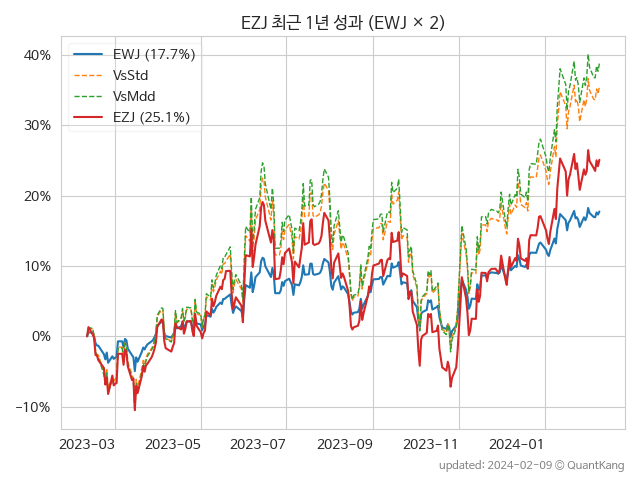 EZJ 최근 1년 성과 (EWJ × 2)
EWJ (17.7%)
VsStd
VsMdd
EZJ (25.1%)
40%
30%
20%
10%
0%
−10%
2023-03 2023-05 2023-07 2023-09 2023-11 2024-01
updated: 2024-02-09 © QuantKang